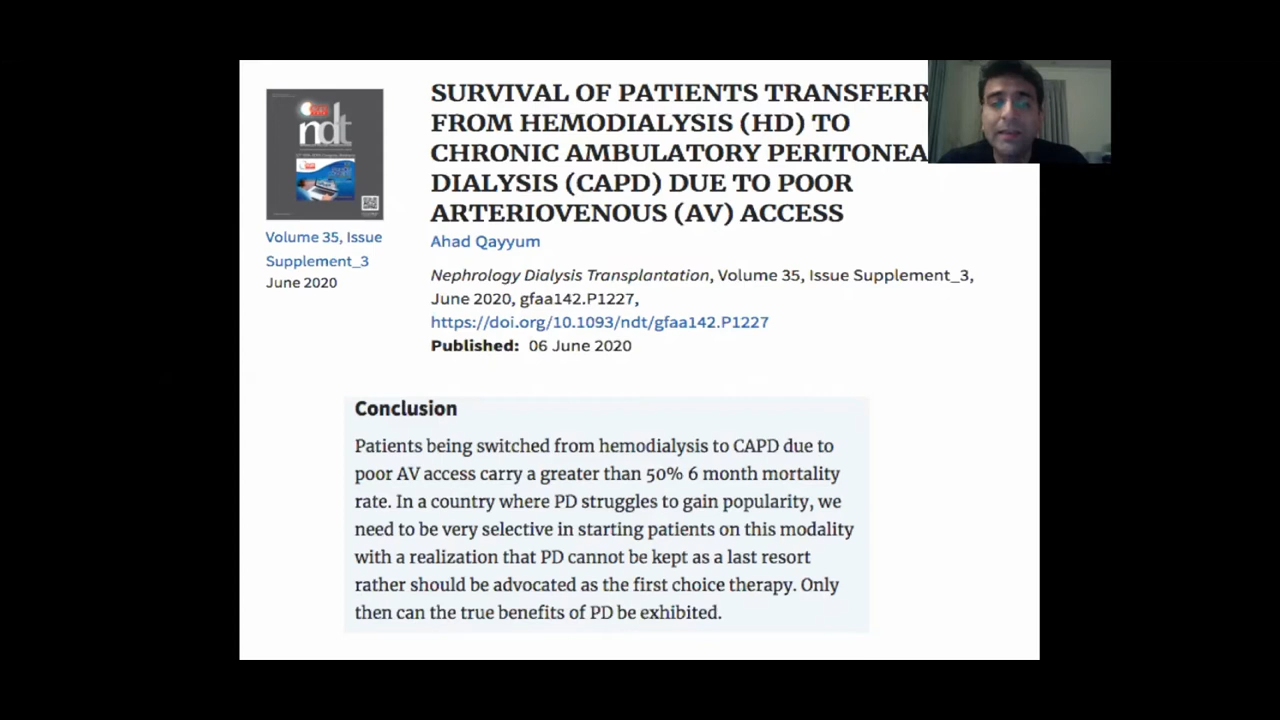 SURVIVAL OF PATIENTS TRANSFERR
FROM HEMODIALYSIS (HD) TO
CHRONIC AMBULATORY PERITONEA
DIALYSIS (CAPD) DUE TO POOR
ARTERIOVENOUS (AV) ACCESS
Ahad Qayyum
Nephrology Dialysis Transplantation, Volume 35, Issue Supplement_3,
June 2020, gfaa142.P1227,
https://doi.org/10.1093/ndt/gfaa142.P1227
Published: 06 June 2020
ndt
Volume 35, Issue
Supplement_3
June 2020
Conclusion
Patients being switched from hemodialysis to CAPD due to
poor AV access carry a greater than 50% 6 month mortality
rate. In a country where PD struggles to gain popularity, we
need to be very selective in starting patients on this modality
with a realization that PD cannot be kept as a last resort
rather should be advocated as the first choice therapy. Only
then can the true benefits of PD be exhibited.